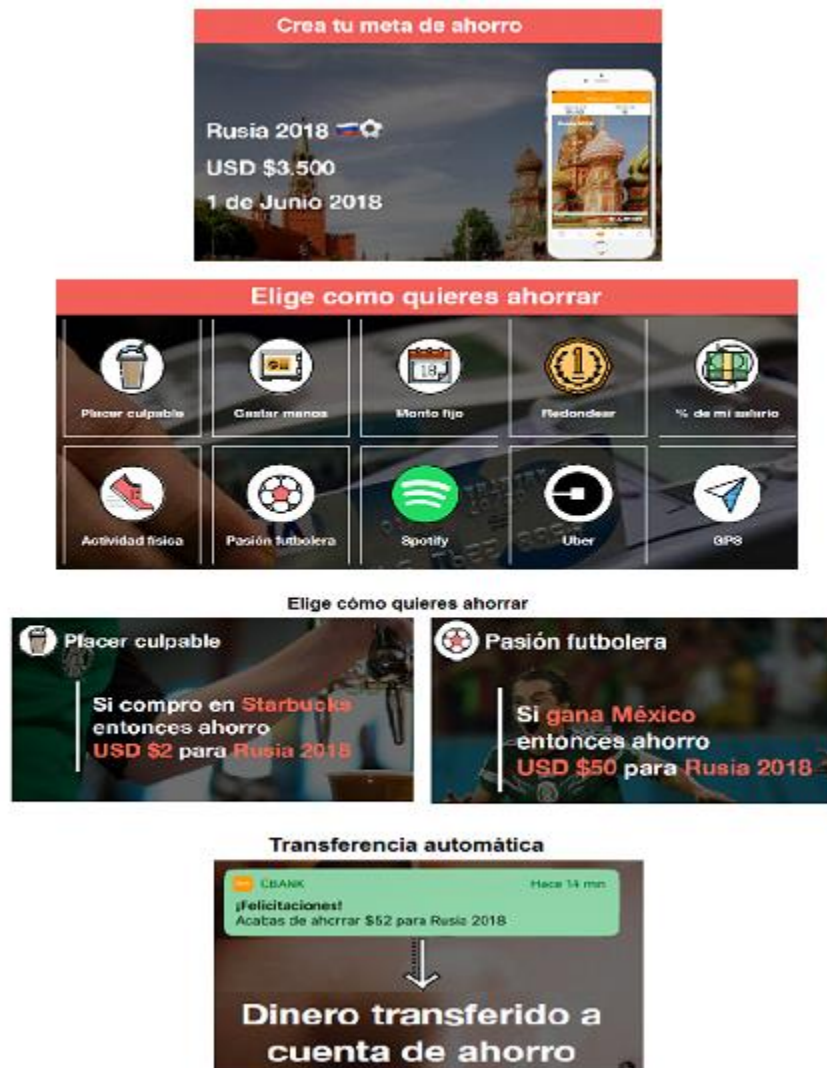 Crea tu meta de ahorro
Rusia 2018
USD $3.500
1 de Junio 2018
Elige como quieres ahorrar
Placer culpable
Gastar menos
Monto fijo
Redondear
% de mi salario
18
1
Actividad física
Pasión futbolera
Spotify
Uber
GPS
Elige cómo quieres ahorrar
Placer culpable
Si compro en Starbucks
entonces ahorro
USD $2 para Rusia 2018
Pasión futbolera
Si gana México
entonces ahorro
USD $50 para Rusia 2018
Transferencia automática
CBANK
Hace 14 min
¡Felicitaciones!
Acabas de ahorrar $52 para Rusia 2018
Dinero transferido a
cuenta de ahorro